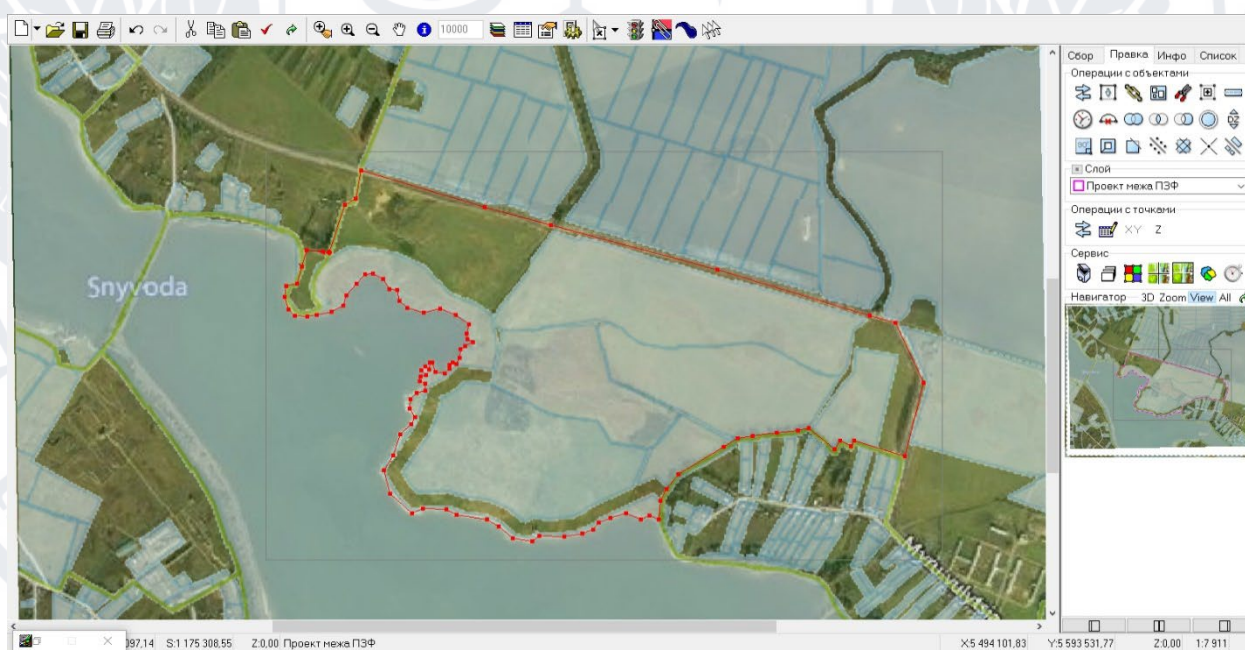 10000
Сбор Правка Инфо Список
Операции с объектами
Слой
Проект межа ПЗФ
Операции с точками
XY Z
Сервис
Навигатор 3D Zoom View All
Snyvoda
097,14 S:1 175 308,55 Z:0,00 Проект межа ПЗФ X:5 494 101,83 Y:5 593 531,77 Z:0,00 1:7 911